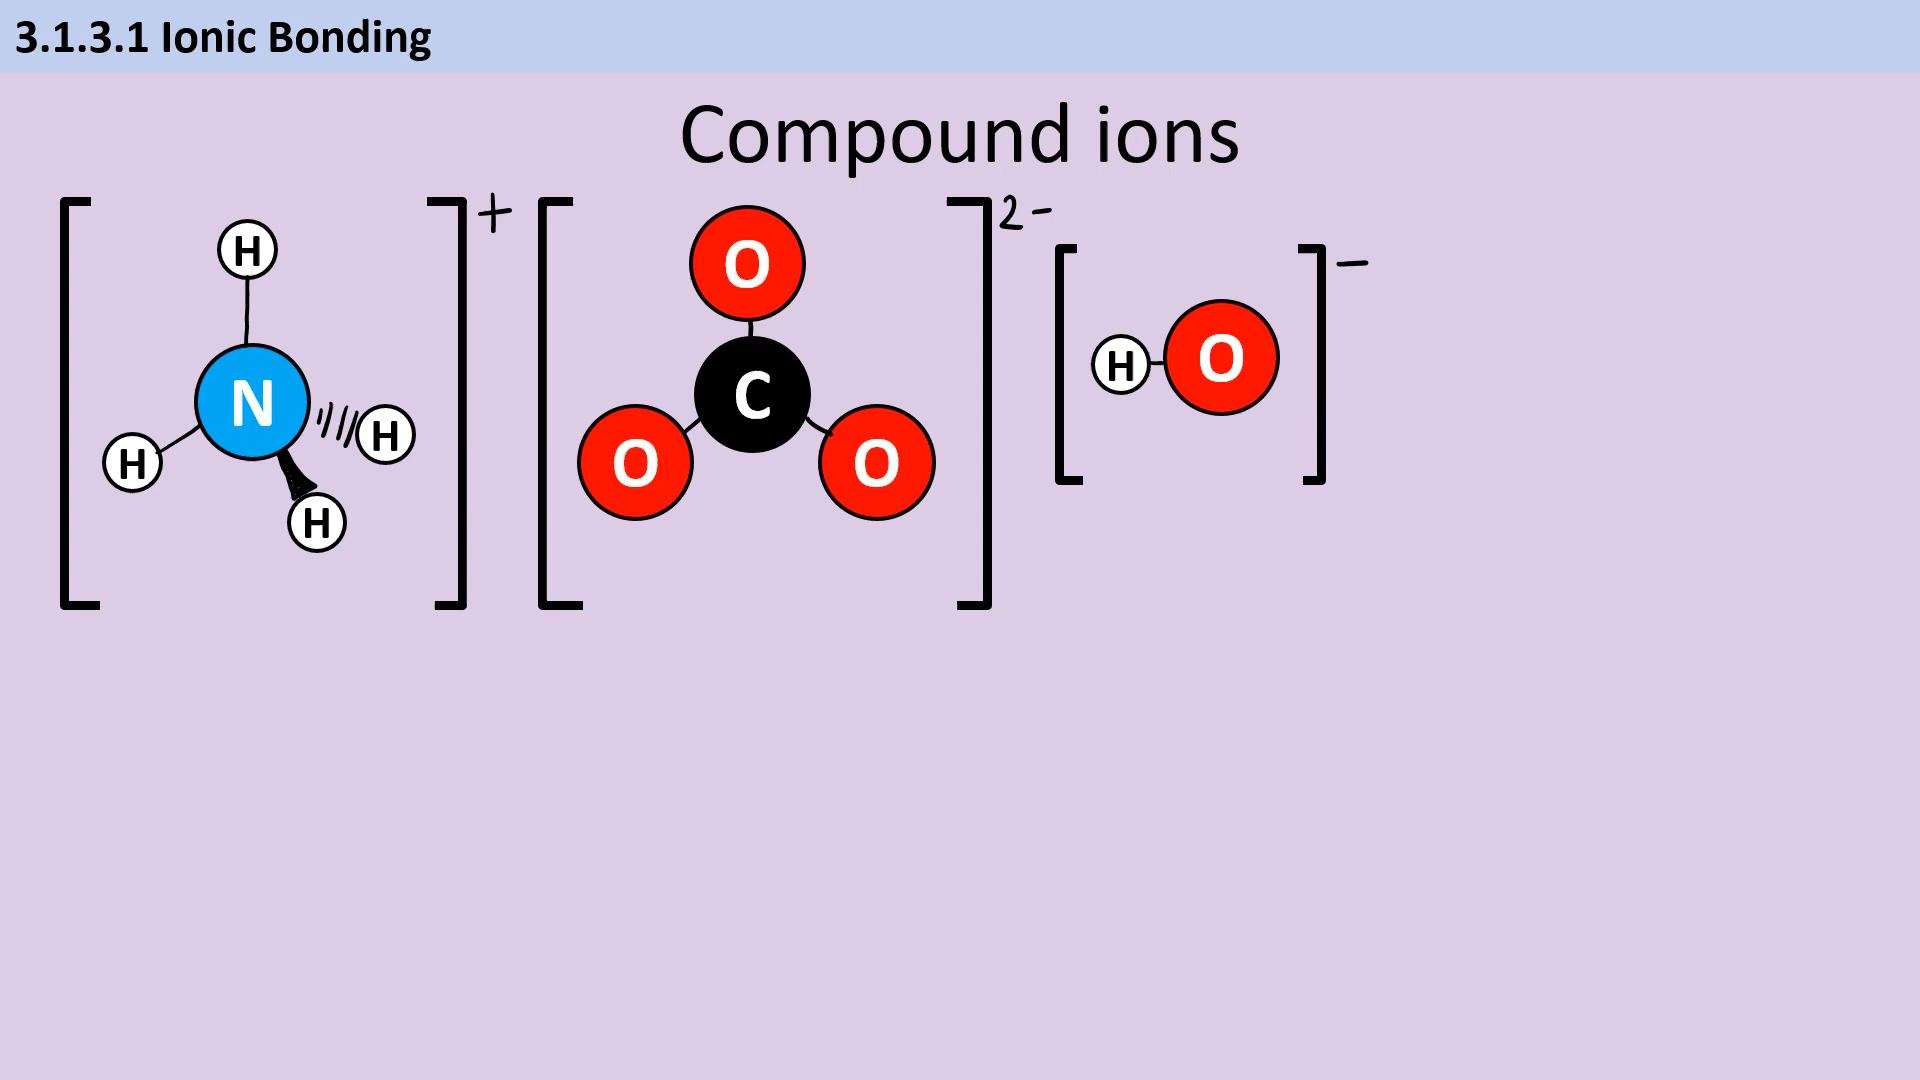 3.1.3.1 Ionic Bonding
Compound ions
H
N
H
H
H
+
O
C
O
O
2-
H
O
-